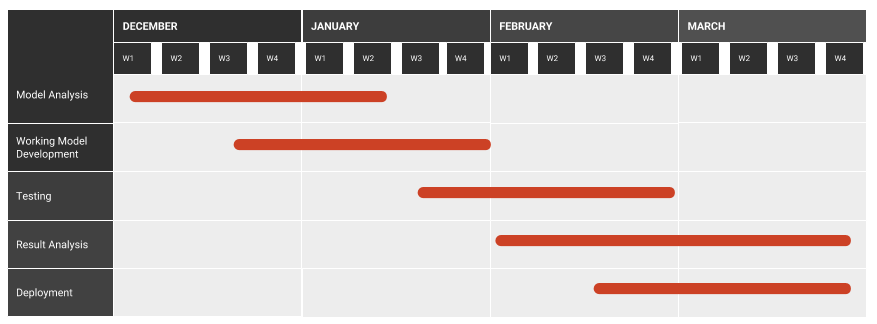 DECEMBER JANUARY FEBRUARY MARCH
W1 W2 W3 W4 W1 W2 W3 W4 W1 W2 W3 W4 W1 W2 W3 W4
Model Analysis
Working Model
Development
Testing
Result Analysis
Deployment